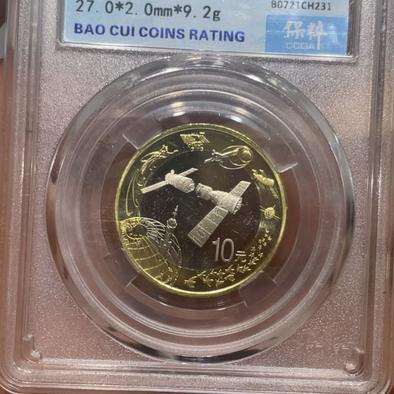 27.0*2.0mm*9.2g
B0721CH231
BAO CUI COINS RATING
保粹
CCGA
10元